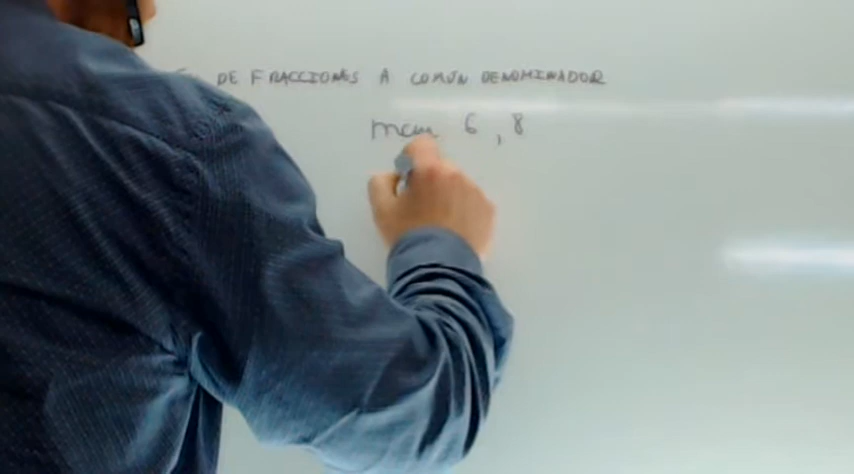 DE FRACCIONES A COMÚN DENOMINADOR
mcm 6, 8